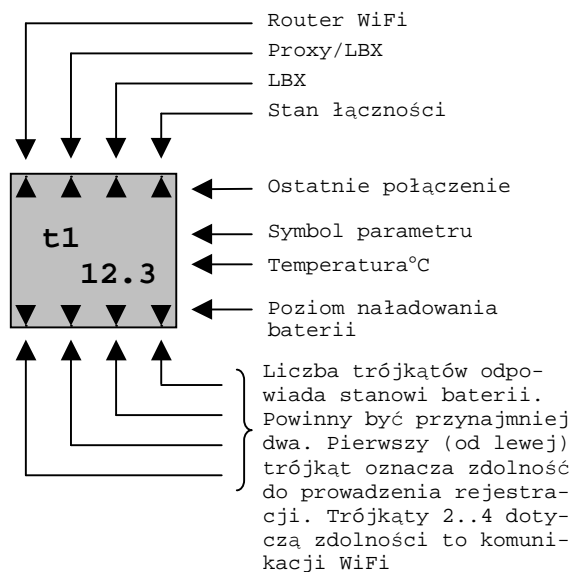 Router WiFi
Proxy/LBX
LBX
Stan łączności
Ostatnie połączenie
t1
Symbol parametru
12.3
Temperatura°C
Poziom naładowania
baterii
Liczba trójkątów odpo-
wiada stanowi baterii.
Powinny być przynajmniej
dwa. Pierwszy (od lewej)
trójkąt oznacza zdolność
do prowadzenia rejestra-
cji. Trójkąty 2..4 doty-
czą zdolności to komuni-
kacji WiFi